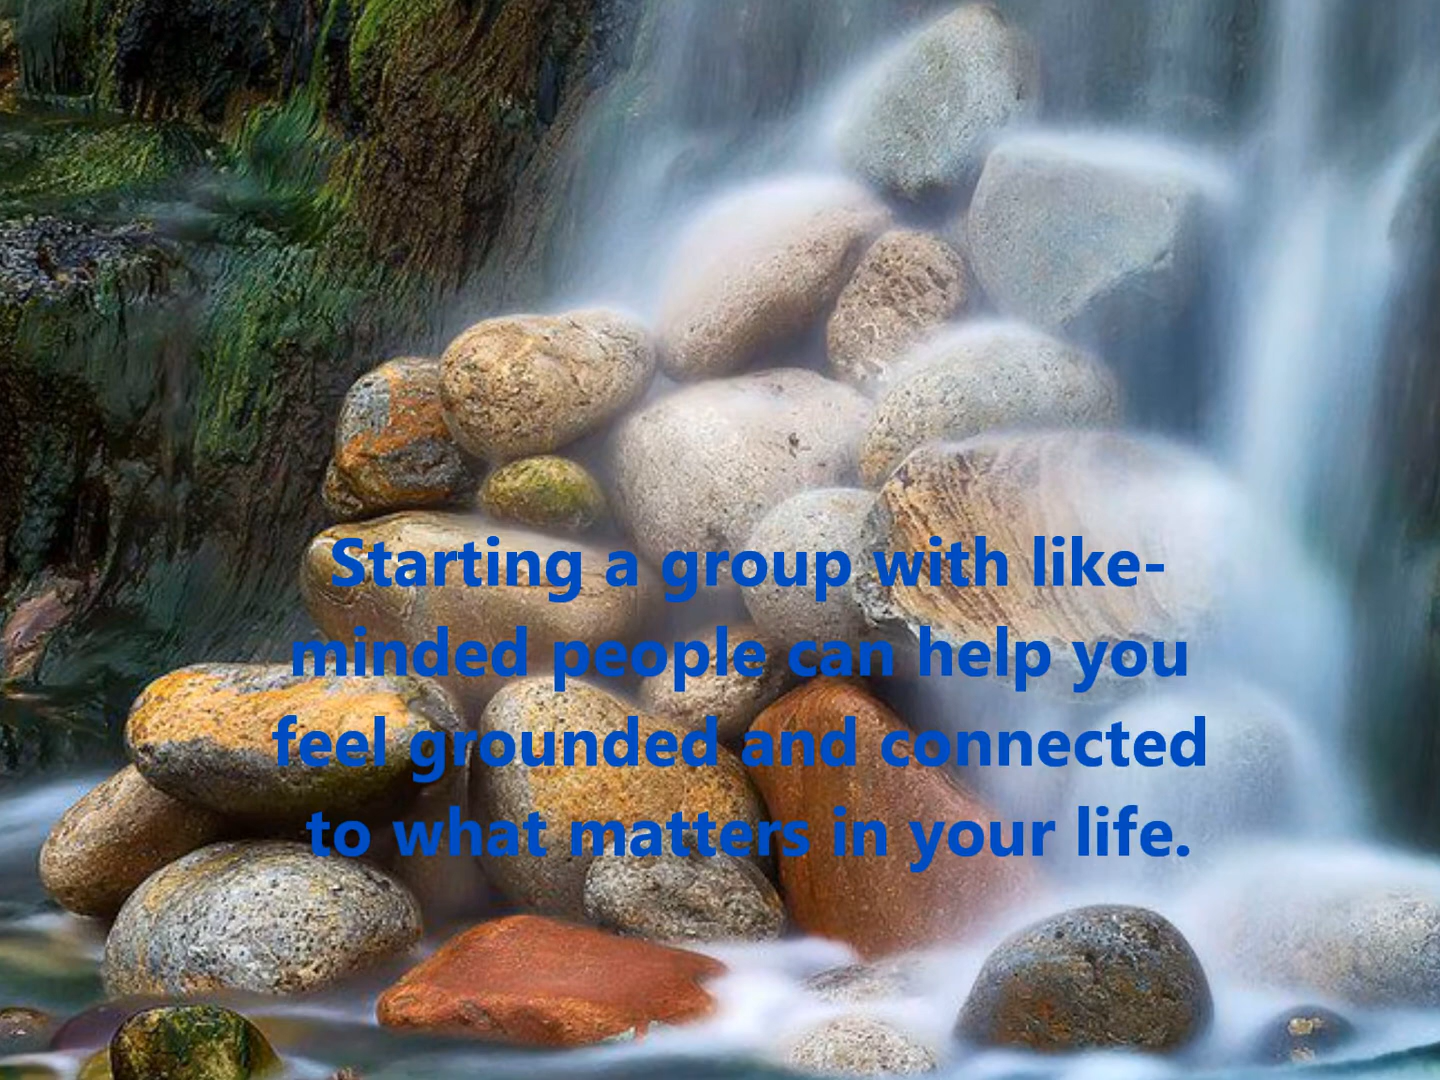 Starting a group with like-
minded people can help you
feel grounded and connected
to what matters in your life.